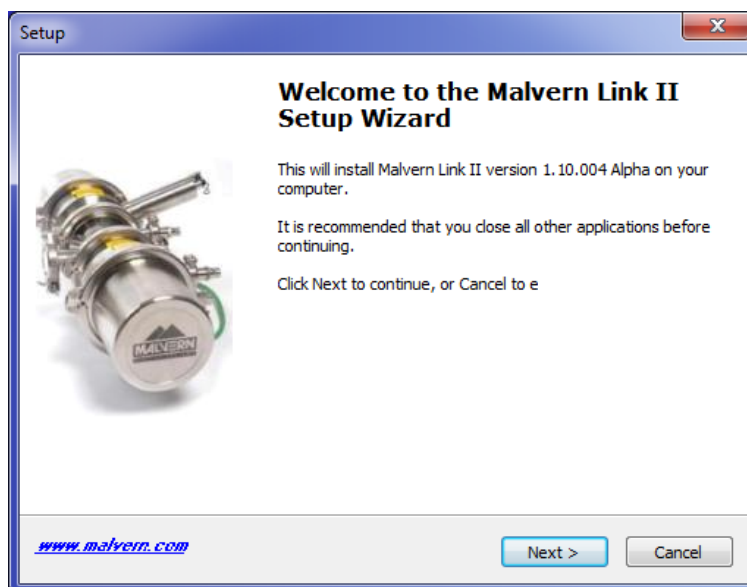 Setup
Welcome to the Malvern Link II
Setup Wizard
This will install Malvern Link II version 1.10.004 Alpha on your
computer.
It is recommended that you close all other applications before
continuing.
Click Next to continue, or Cancel to e
MALVERN
www.malvern.com
Next >
Cancel